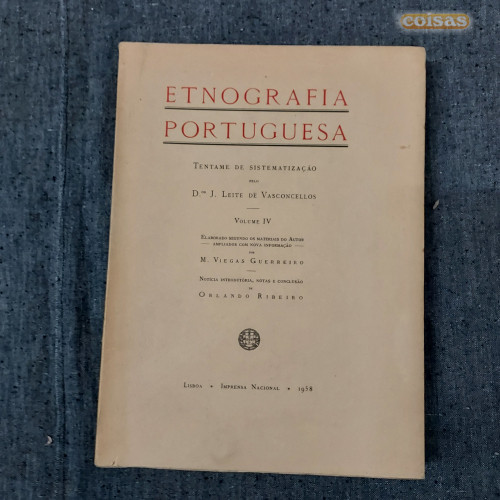 coisas
ETNOGRAFIA
PORTUGUESA
TENTAME DE SISTEMATIZAÇÃO
PELO
D.OR J. LEITE DE VASCONCELLOS
VOLUME IV
ELABORADO SEGUNDO OS MATERIAIS DO AUTOR
AMPLIADOS COM NOVA INFORMAÇÃO
POR
M. VIEGAS GUERREIRO
NOTÍCIA INTRODUTÓRIA, NOTAS E CONCLUSÃO
DE
ORLANDO RIBEIRO
LISBOA • IMPRENSA NACIONAL • 1958